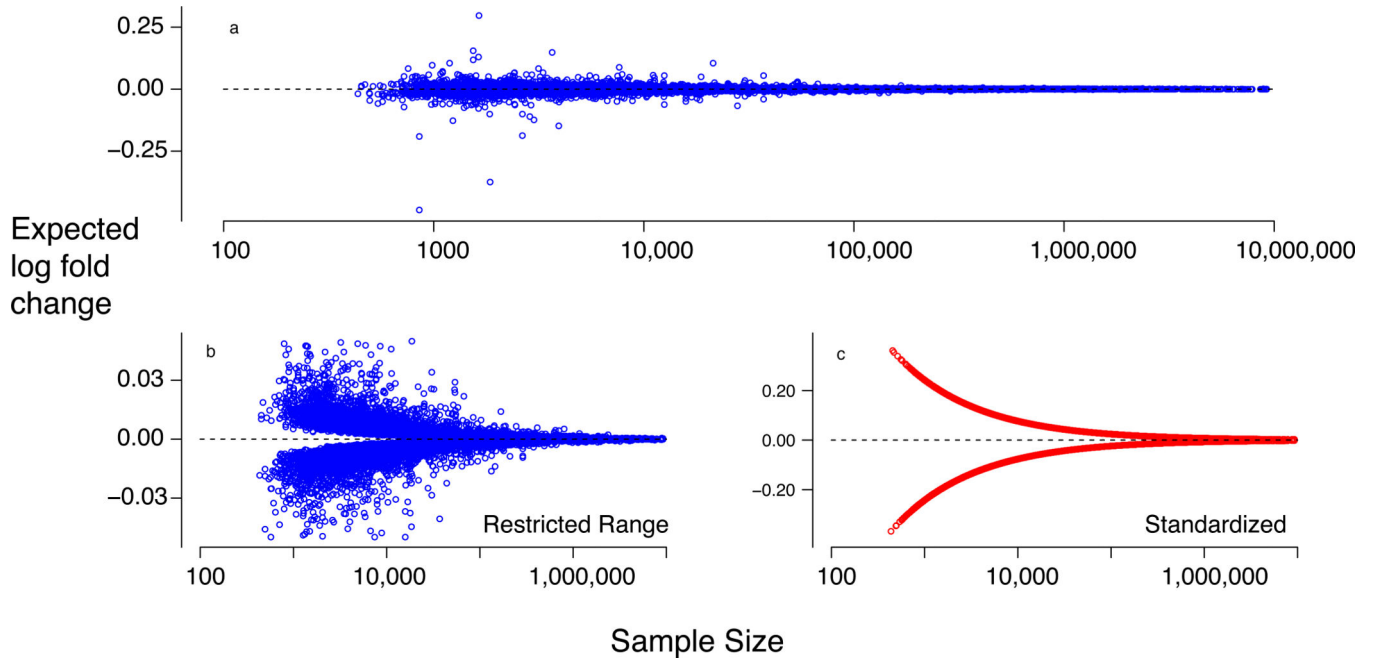 0.25
a
0.00
−0.25
Expected
log fold
change
100 1000 10,000 100,000 1,000,000 10,000,000
b
0.03
0.00
−0.03
Restricted Range
100 10,000 1,000,000
c
0.20
0.00
−0.20
Standardized
100 10,000 1,000,000
Sample Size